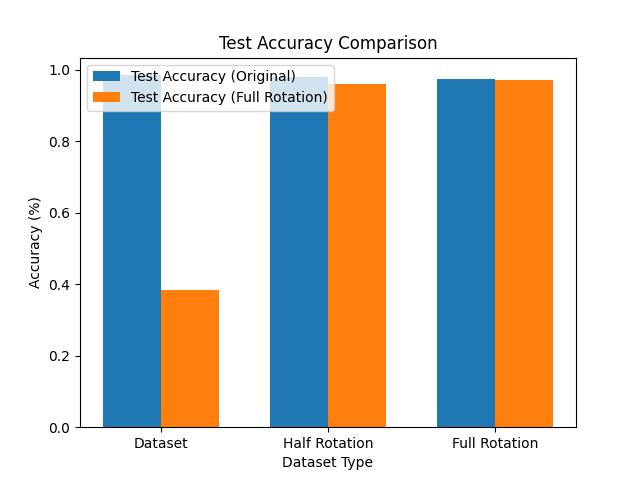 Test Accuracy Comparison
Test Accuracy (Original)
Test Accuracy (Full Rotation)
Accuracy (%)
1.0
0.8
0.6
0.4
0.2
0.0
Dataset
Half Rotation
Full Rotation
Dataset Type